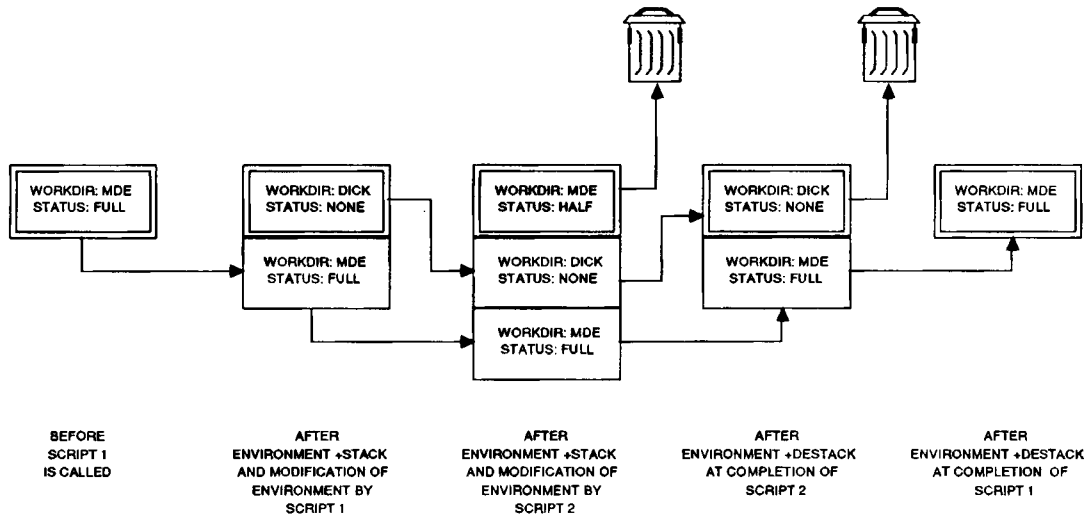 WORKDIR: MDE
STATUS: FULL
WORKDIR: DICK
STATUS: NONE
WORKDIR: MDE
STATUS: FULL
WORKDIR: MDE
STATUS: HALF
WORKDIR: DICK
STATUS: NONE
WORKDIR: MDE
STATUS: FULL
WORKDIR: DICK
STATUS: NONE
WORKDIR: MDE
STATUS: FULL
WORKDIR: MDE
STATUS: FULL
BEFORE
SCRIPT 1
IS CALLED
AFTER
ENVIRONMENT +STACK
AND MODIFICATION OF
ENVIRONMENT BY
SCRIPT 1
AFTER
ENVIRONMENT +STACK
AND MODIFICATION OF
ENVIRONMENT BY
SCRIPT 2
AFTER
ENVIRONMENT +DESTACK
AT COMPLETION OF
SCRIPT 2
AFTER
ENVIRONMENT +DESTACK
AT COMPLETION OF
SCRIPT 1